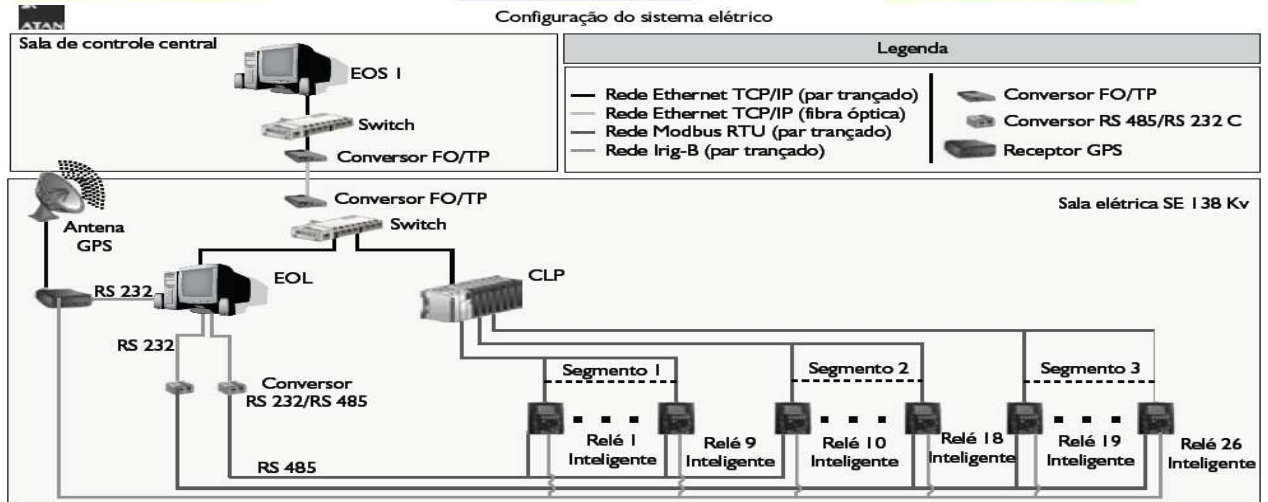 ATAN
Configuração do sistema elétrico
Sala de controle central
EOS 1
Switch
Conversor FO/TP
Legenda
Rede Ethernet TCP/IP (par trançado)
Rede Ethernet TCP/IP (fibra óptica)
Rede Modbus RTU (par trançado)
Rede Irig-B (par trançado)
Conversor FO/TP
Conversor RS 485/RS 232 C
Receptor GPS
Sala elétrica SE 138 Kv
Conversor FO/TP
Switch
Antena
GPS
RS 232
EOL
CLP
RS 232
Conversor
RS 232/RS 485
RS 485
Segmento 1
Segmento 2
Segmento 3
Relé 1
Inteligente
Relé 9
Inteligente
Relé 10
Inteligente
Relé 18
Inteligente
Relé 19
Inteligente
Relé 26
Inteligente